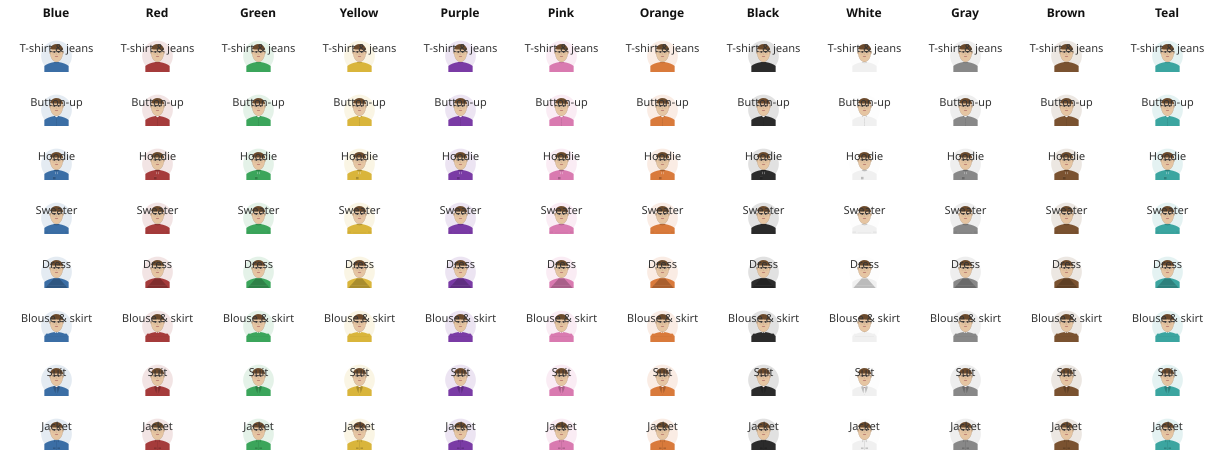 Blue Red Green Yellow Purple Pink Orange Black White Gray Brown Teal
T-shirt & jeans T-shirt & jeans T-shirt & jeans T-shirt & jeans T-shirt & jeans T-shirt & jeans T-shirt & jeans T-shirt & jeans T-shirt & jeans T-shirt & jeans T-shirt & jeans T-shirt & jeans
Button-up Button-up Button-up Button-up Button-up Button-up Button-up Button-up Button-up Button-up Button-up Button-up
Hoodie Hoodie Hoodie Hoodie Hoodie Hoodie Hoodie Hoodie Hoodie Hoodie Hoodie Hoodie
Sweater Sweater Sweater Sweater Sweater Sweater Sweater Sweater Sweater Sweater Sweater Sweater
Dress Dress Dress Dress Dress Dress Dress Dress Dress Dress Dress Dress
Blouse & skirt Blouse & skirt Blouse & skirt Blouse & skirt Blouse & skirt Blouse & skirt Blouse & skirt Blouse & skirt Blouse & skirt Blouse & skirt Blouse & skirt Blouse & skirt
Suit Suit Suit Suit Suit Suit Suit Suit Suit Suit Suit Suit
Jacket Jacket Jacket Jacket Jacket Jacket Jacket Jacket Jacket Jacket Jacket Jacket